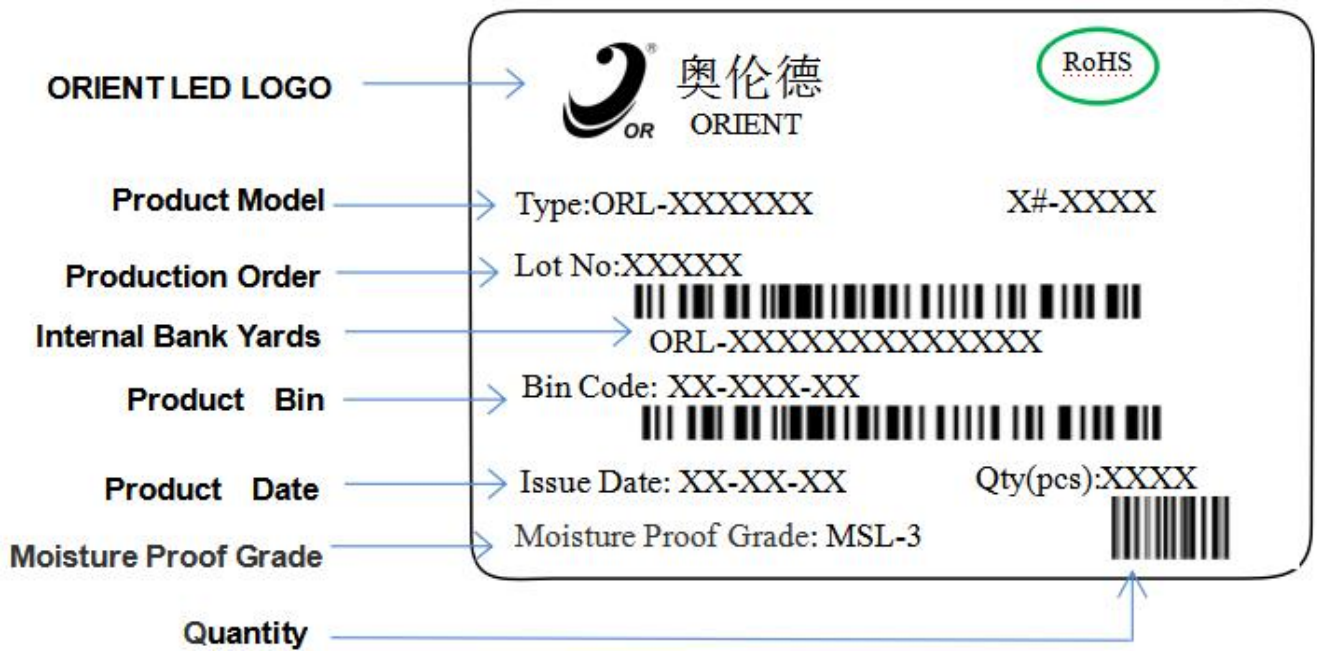 ORIENT LED LOGO
® 奥伦德
OR ORIENT
RoHS
Product Model
Type:ORL-XXXXXX X#-XXXX
Production Order
Lot No:XXXXX
Internal Bank Yards
ORL-XXXXXXXXXXXXX
Product Bin
Bin Code: XX-XXX-XX
Product Date
Issue Date: XX-XX-XX Qty(pcs):XXXX
Moisture Proof Grade
Moisture Proof Grade: MSL-3
Quantity